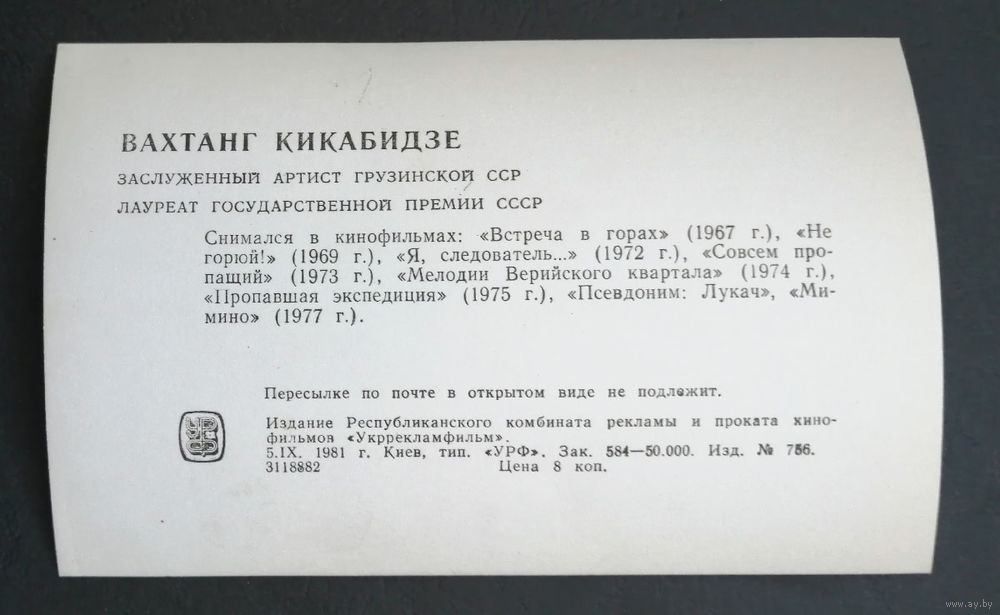 ВАХТАНГ КИКАБИДЗЕ
ЗАСЛУЖЕННЫЙ АРТИСТ ГРУЗИНСКОЙ ССР
ЛАУРЕАТ ГОСУДАРСТВЕННОЙ ПРЕМИИ СССР
Снимался в кинофильмах: «Встреча в горах» (1967 г.), «Не
горюй!» (1969 г.), «Я, следователь...» (1972 г.), «Совсем про-
пащий» (1973 г.), «Мелодии Верийского квартала» (1974 г.),
«Пропавшая экспедиция» (1975 г.), «Псевдоним: Лукач», «Ми-
мино» (1977 г.).
Пересылке по почте в открытом виде не подлежит.
Издание Республиканского комбината рекламы и проката кино-
фильмов «Укррекламфильм».
5.IX. 1981 г. Киев, тип. «УРФ». Зак. 584—50.000. Изд. № 756.
3118882 Цена 8 коп.
www.ay.by